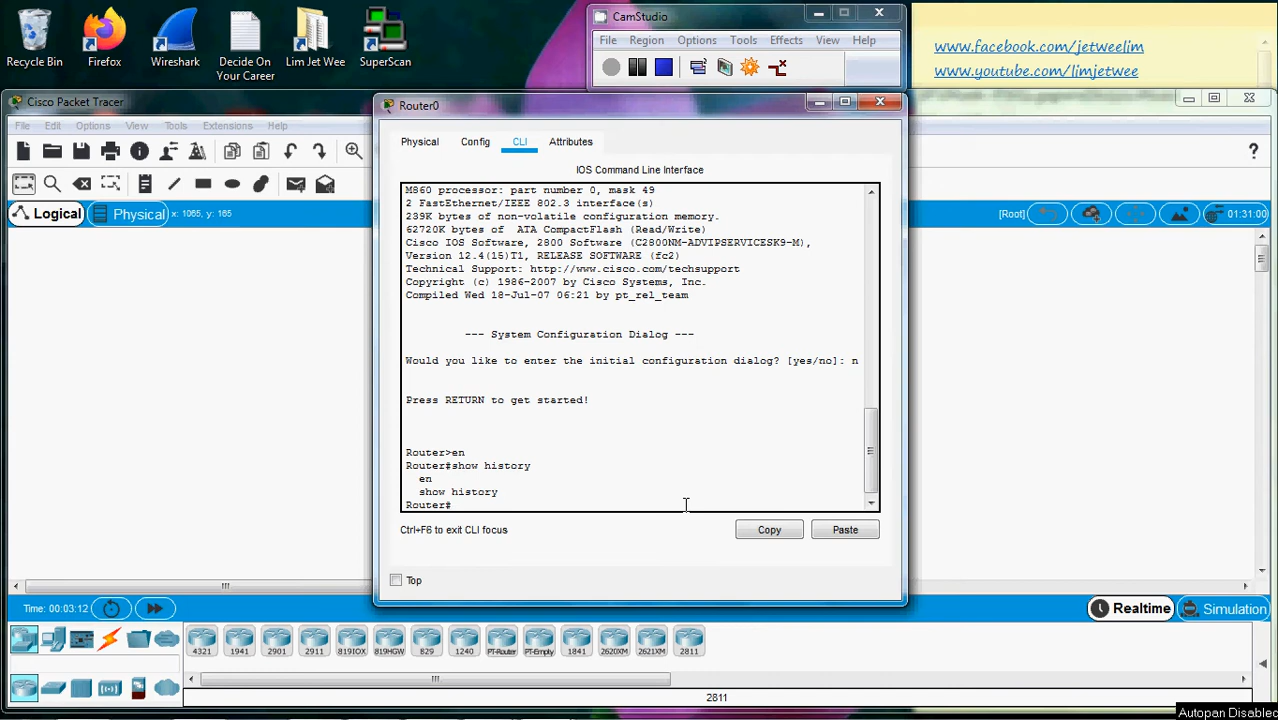 Recycle Bin
Firefox
Wireshark
Decide On
Your Career
Lim Jet Wee
SuperScan
CamStudio
File Region Options Tools Effects View Help
www.facebook.com/jetweelim
www.youtube.com/limjetwee
Cisco Packet Tracer
File Edit Options View Tools Extensions Help
Logical
Physical x: 1065, y: 165
[Root]
01:31:00
Router0
Physical Config CLI Attributes
IOS Command Line Interface
M860 processor: part number 0, mask 49
2 FastEthernet/IEEE 802.3 interface(s)
239K bytes of non-volatile configuration memory.
62720K bytes of ATA CompactFlash (Read/Write)
Cisco IOS Software, 2800 Software (C2800NM-ADVIPSERVICESK9-M),
Version 12.4(15)T1, RELEASE SOFTWARE (fc2)
Technical Support: http://www.cisco.com/techsupport
Copyright (c) 1986-2007 by Cisco Systems, Inc.
Compiled Wed 18-Jul-07 06:21 by pt_rel_team
--- System Configuration Dialog ---
Would you like to enter the initial configuration dialog? [yes/no]: n
Press RETURN to get started!
Router>en
Router#show history
en
show history
Router#
Ctrl+F6 to exit CLI focus
Copy
Paste
Top
Time: 00:03:12
Realtime
Simulation
4321 1941 2901 2911 819IOX 819HGW 829 1240 PT-Router PT-Empty 1841 2620XM 2621XM 2811
2811
Autopan Disabled